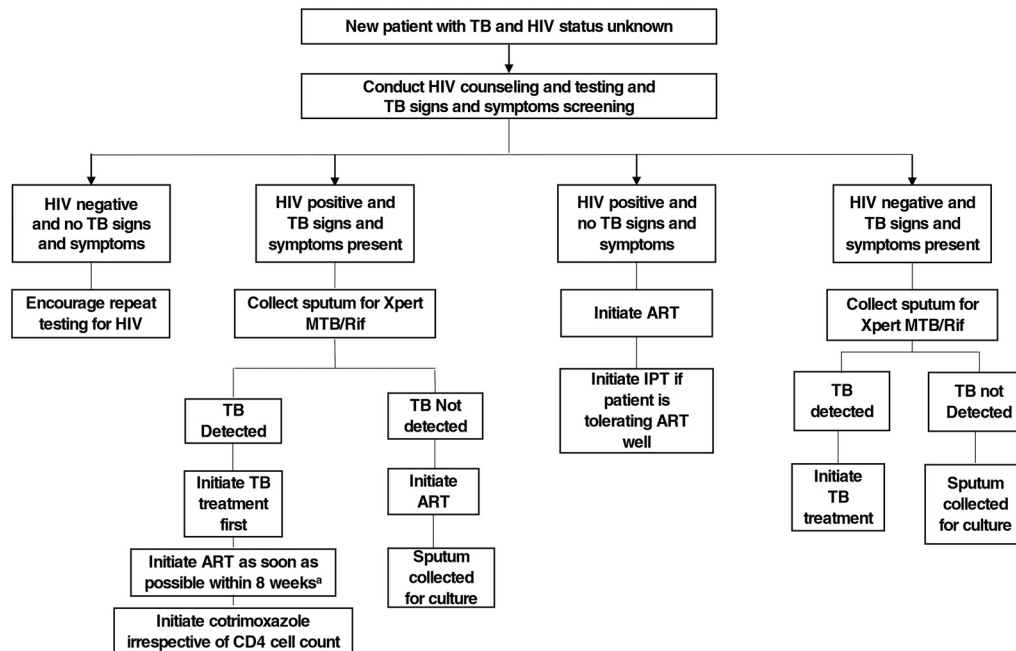 New patient with TB and HIV status unknown
Conduct HIV counseling and testing and
TB signs and symptoms screening
HIV negative
and no TB signs
and symptoms
HIV positive and
TB signs and
symptoms present
HIV positive and
no TB signs and
symptoms
HIV negative and
TB signs and
symptoms present
Encourage repeat
testing for HIV
Collect sputum for Xpert
MTB/Rif
Initiate ART
Collect sputum for
Xpert MTB/Rif
TB
Detected
TB Not
detected
Initiate IPT if
patient is
tolerating ART
well
TB
detected
TB not
Detected
Initiate TB
treatment
first
Initiate
ART
Initiate
TB
treatment
Sputum
collected
for culture
Initiate ART as soon as
possible within 8 weeksᵃ
Sputum
collected
for culture
Initiate cotrimoxazole
irrespective of CD4 cell count